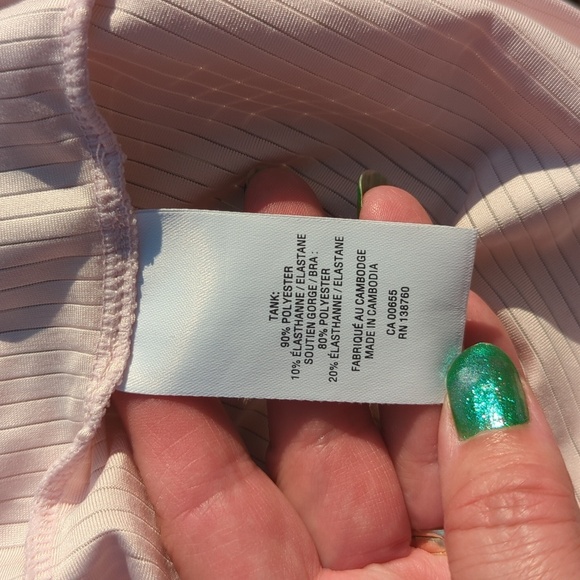 TANK:
90% POLYESTER
10% ÉLASTHANNE / ELASTANE
SOUTIEN GORGE / BRA :
80% POLYESTER
20% ÉLASTHANNE / ELASTANE
FABRIQUÉ AU CAMBODGE
MADE IN CAMBODIA
CA 00655
RN 138760